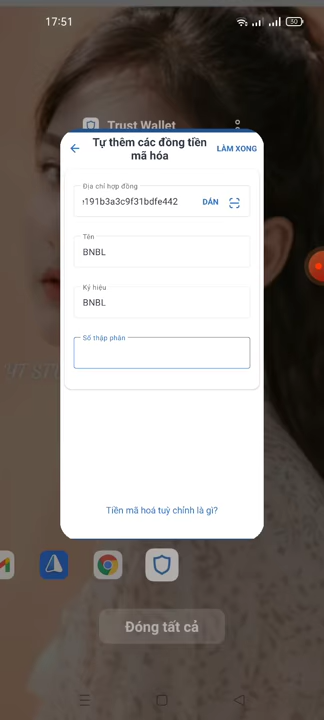 17:51
50
Trust Wallet
Tự thêm các đồng tiền
mã hóa
LÀM XONG
Địa chỉ hợp đồng
191b3a3c9f31bdfe442
DÁN
Tên
BNBL
Ký hiệu
BNBL
Số thập phân
Tiền mã hoá tuỳ chỉnh là gì?
Đóng tất cả